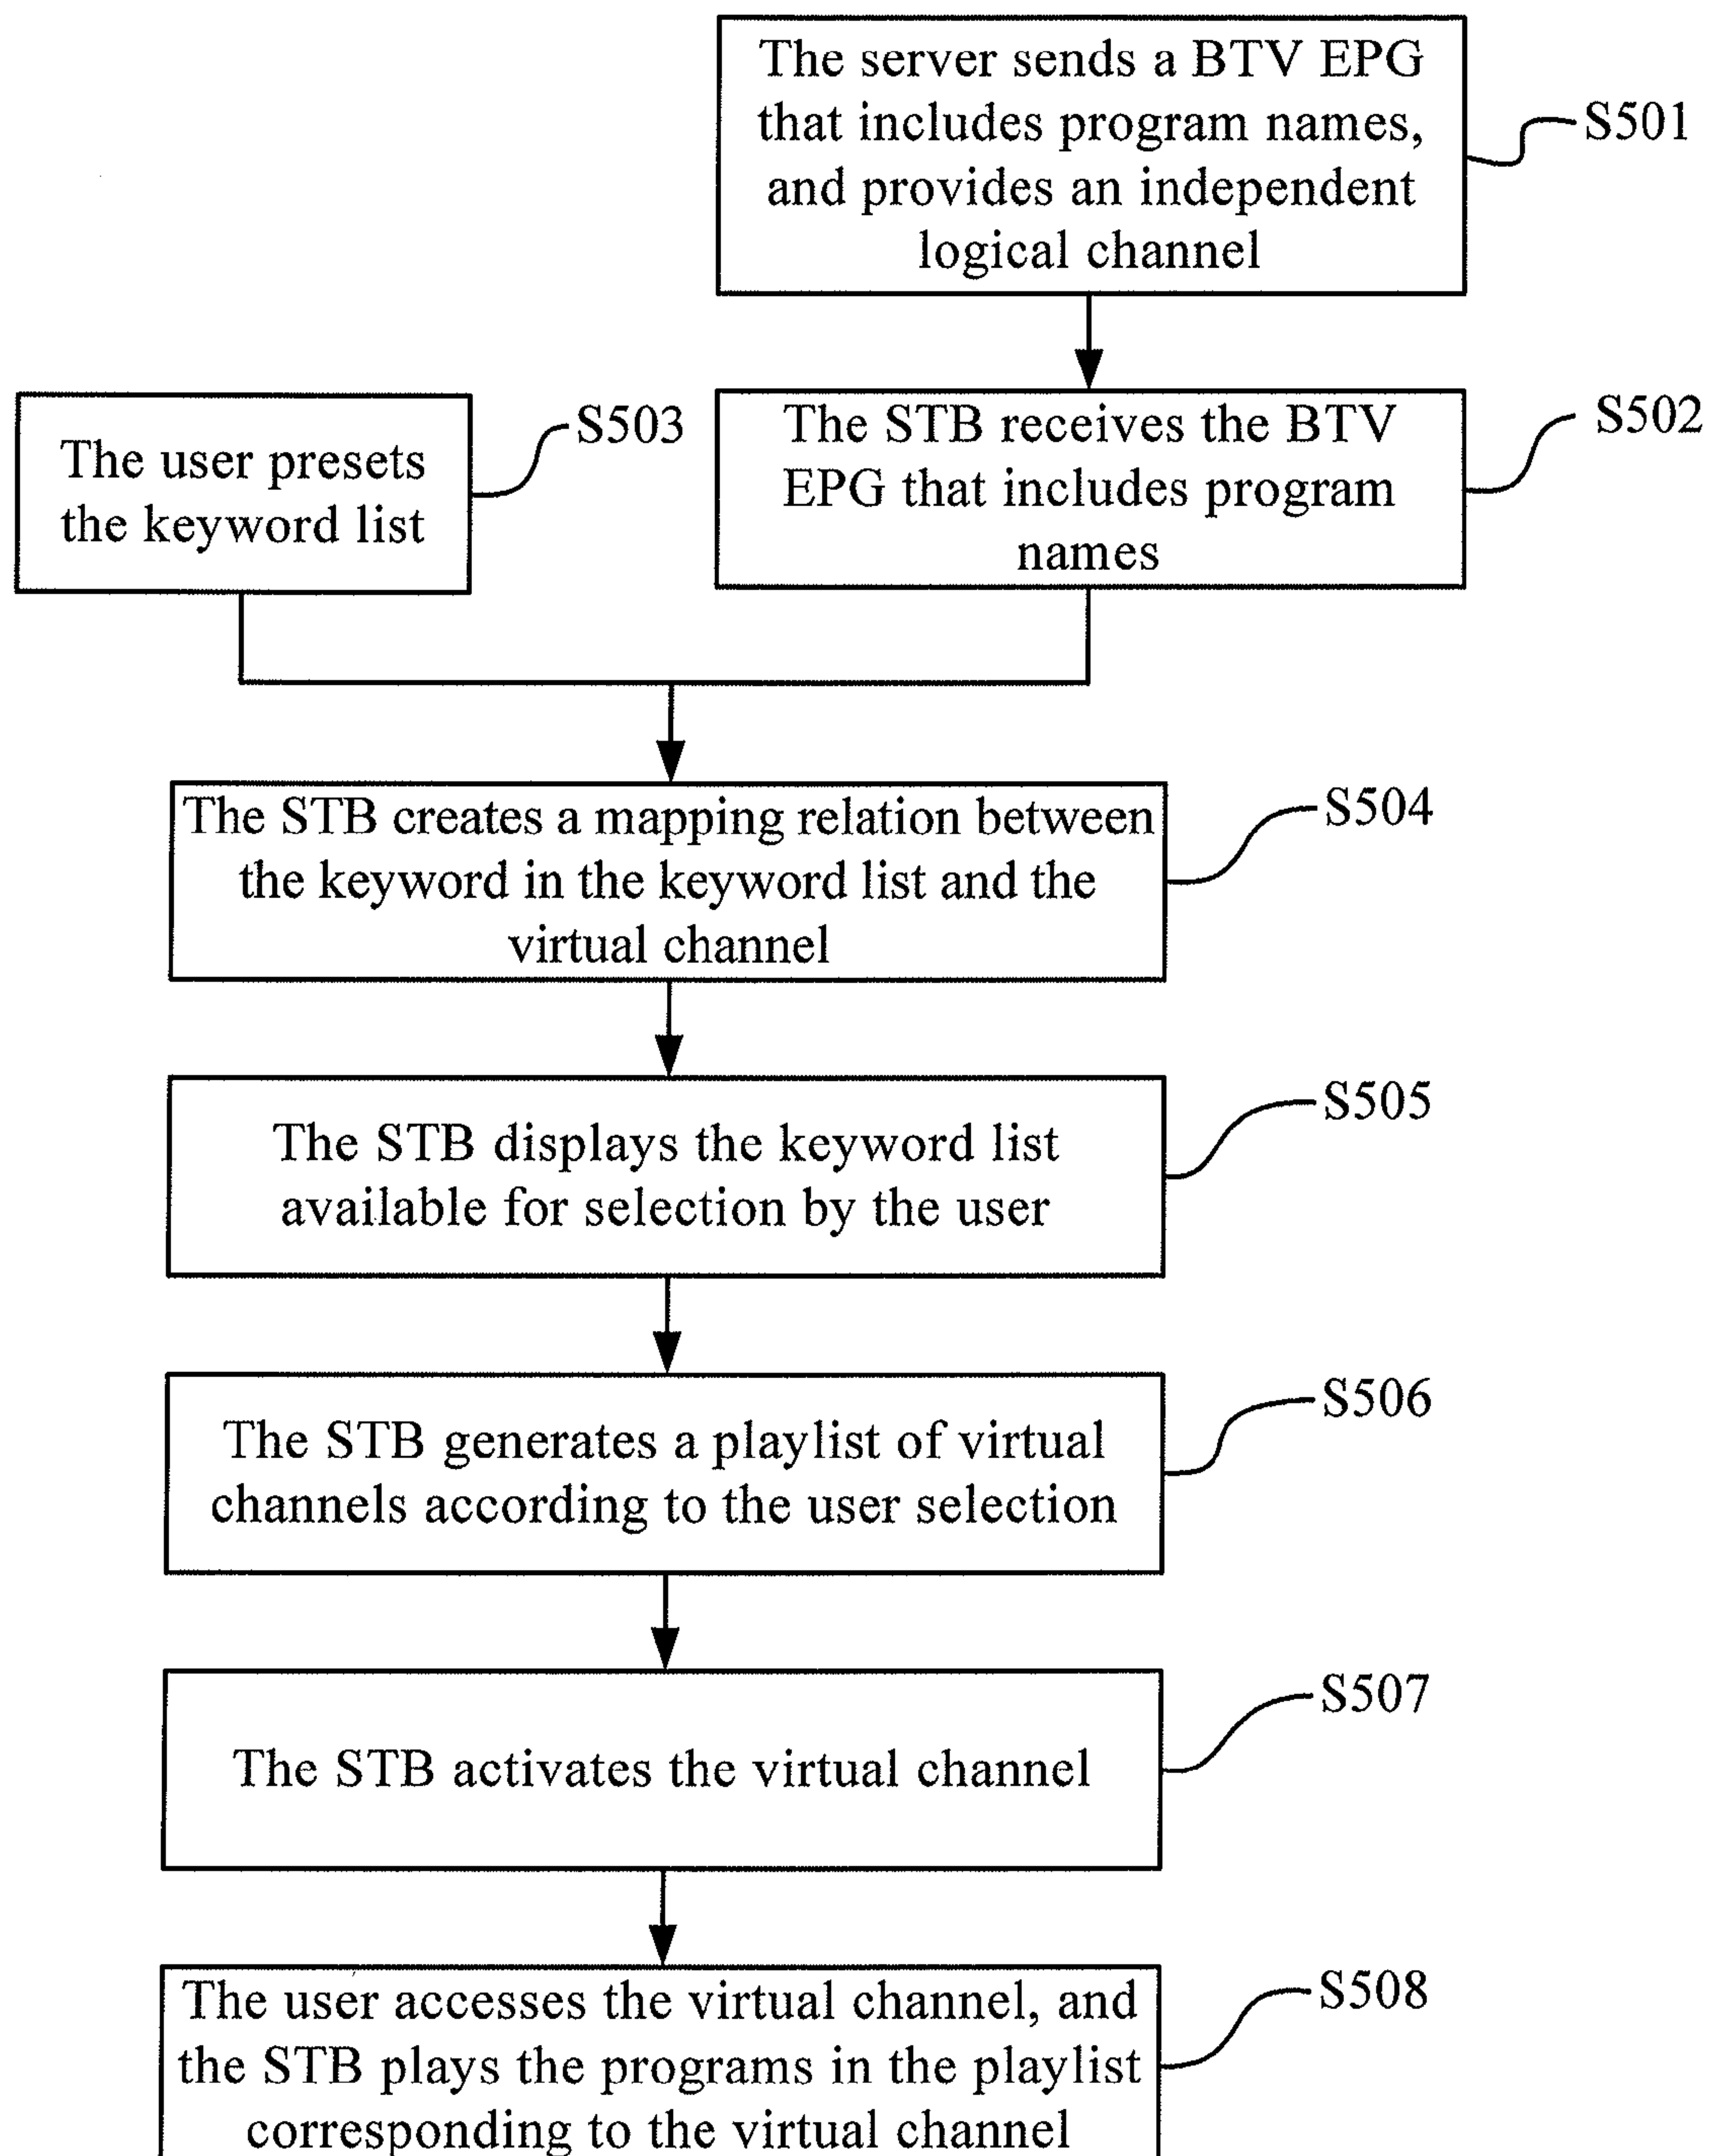 The server sends a BTV EPG
that includes program names,
and provides an independent
logical channel
S501
The user presets
the keyword list
S503
The STB receives the BTV
EPG that includes program
names
S502
The STB creates a mapping relation between
the keyword in the keyword list and the
virtual channel
S504
The STB displays the keyword list
available for selection by the user
S505
The STB generates a playlist of virtual
channels according to the user selection
S506
The STB activates the virtual channel
S507
The user accesses the virtual channel, and
the STB plays the programs in the playlist
corresponding to the virtual channel
S508